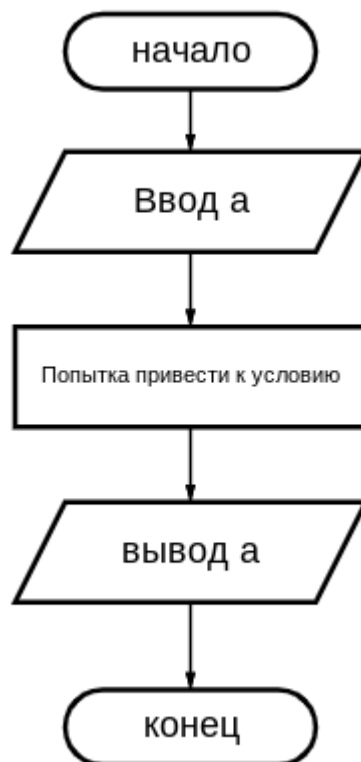 начало
Ввод а
Попытка привести к условию
вывод а
конец